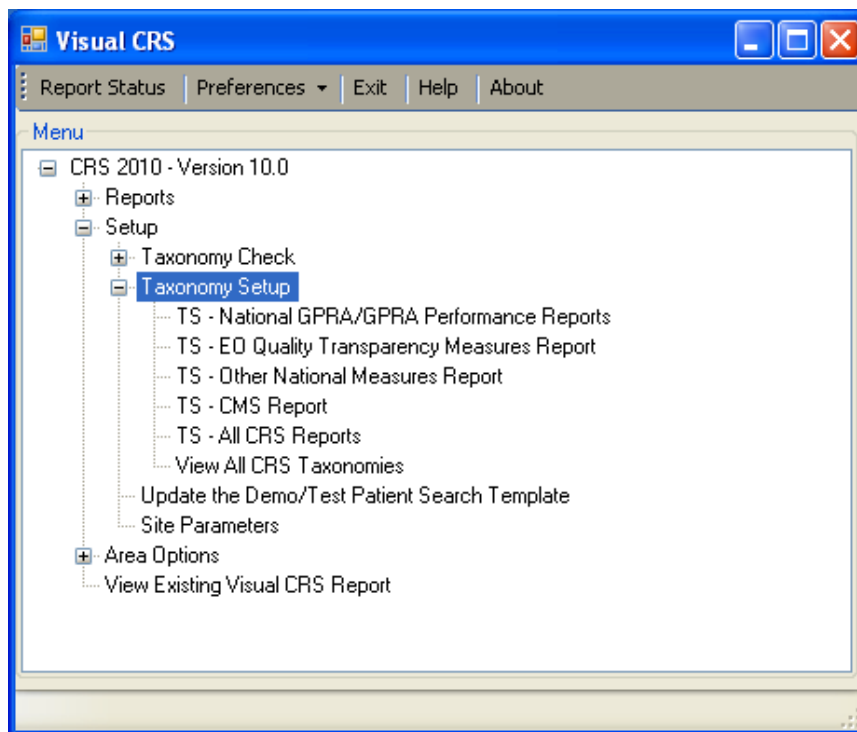 Visual CRS
Report Status Preferences Exit Help About
Menu
CRS 2010 - Version 10.0
Reports
Setup
Taxonomy Check
Taxonomy Setup
TS - National GPRA/GPRA Performance Reports
TS - EO Quality Transparency Measures Report
TS - Other National Measures Report
TS - CMS Report
TS - All CRS Reports
View All CRS Taxonomies
Update the Demo/Test Patient Search Template
Site Parameters
Area Options
View Existing Visual CRS Report